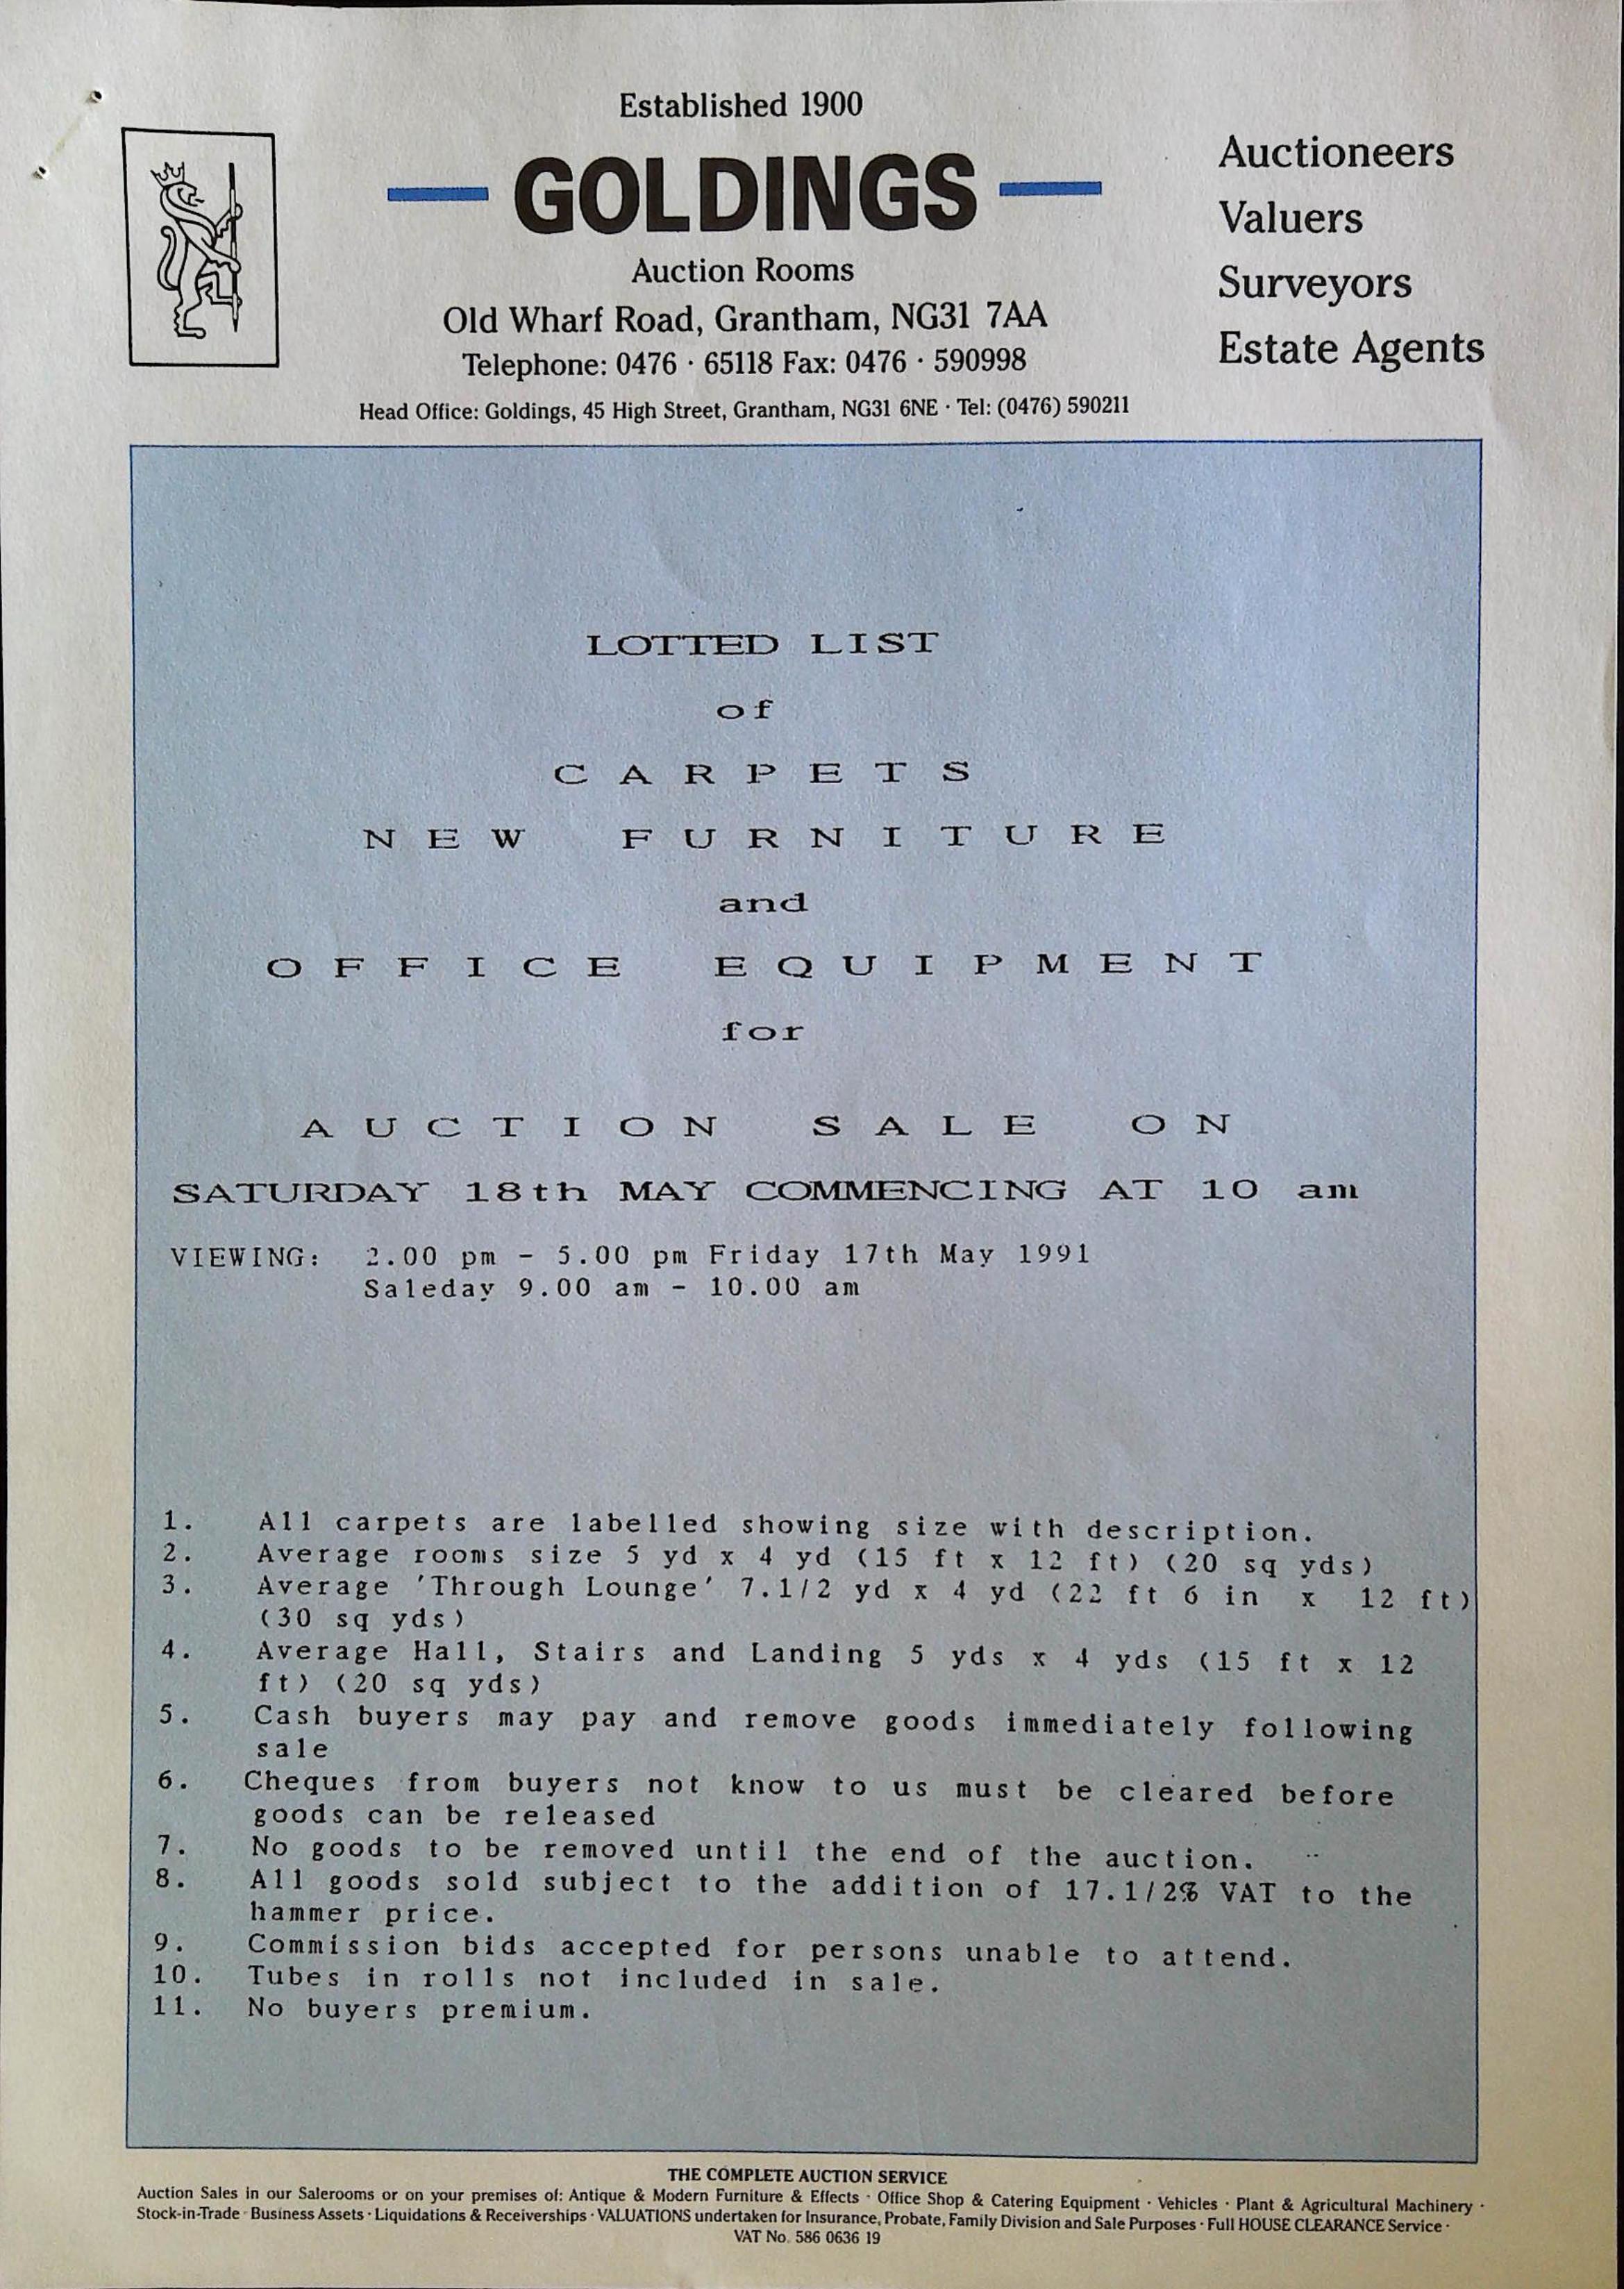 Established 1900
GOLDINGS
Auction Rooms
Old Wharf Road, Grantham, NG31 7AA
Telephone: 0476 · 65118 Fax: 0476 · 590998
Head Office: Goldings, 45 High Street, Grantham, NG31 6NE · Tel: (0476) 590211
Auctioneers
Valuers
Surveyors
Estate Agents
LOTTED LIST
of
C A R P E T S
N E W F U R N I T U R E
and
O F F I C E E Q U I P M E N T
for
A U C T I O N S A L E O N
SATURDAY 18th MAY COMMENCING AT 10 am
VIEWING: 2.00 pm - 5.00 pm Friday 17th May 1991
Saleday 9.00 am - 10.00 am
1. All carpets are labelled showing size with description.
2. Average rooms size 5 yd x 4 yd (15 ft x 12 ft) (20 sq yds)
3. Average 'Through Lounge' 7.1/2 yd x 4 yd (22 ft 6 in x 12 ft)
(30 sq yds)
4. Average Hall, Stairs and Landing 5 yds x 4 yds (15 ft x 12
ft) (20 sq yds)
5. Cash buyers may pay and remove goods immediately following
sale
6. Cheques from buyers not know to us must be cleared before
goods can be released
7. No goods to be removed until the end of the auction.
8. All goods sold subject to the addition of 17.1/2% VAT to the
hammer price.
9. Commission bids accepted for persons unable to attend.
10. Tubes in rolls not included in sale.
11. No buyers premium.
THE COMPLETE AUCTION SERVICE
Auction Sales in our Salerooms or on your premises of: Antique & Modern Furniture & Effects · Office Shop & Catering Equipment · Vehicles · Plant & Agricultural Machinery ·
Stock-in-Trade · Business Assets · Liquidations & Receiverships · VALUATIONS undertaken for Insurance, Probate, Family Division and Sale Purposes · Full HOUSE CLEARANCE Service ·
VAT No. 586 0636 19